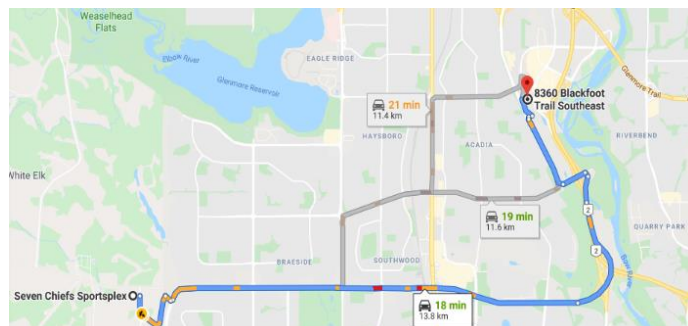 Weaselhead
Flats
Elbow River
Glenmore Reservoir
EAGLE RIDGE
8360 Blackfoot
Trail Southeast
Glenmore Trail
21 min
11.4 km
HAYSBORO
ACADIA
RIVERBEND
White Elk
19 min
11.6 km
2
QUARRY PARK
2
Bow River
BRAESIDE
SOUTHWOOD
Seven Chiefs Sportsplex
18 min
13.8 km